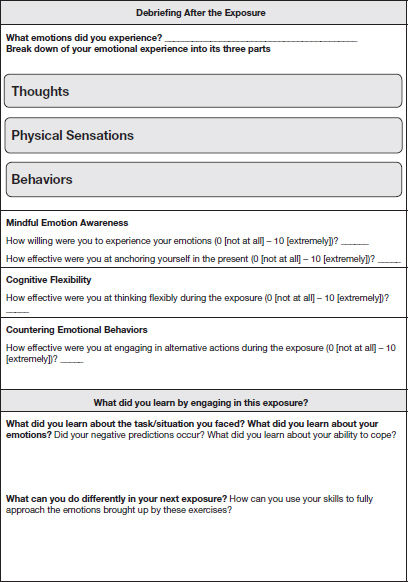 Debriefing After the Exposure
What emotions did you experience? ____________________________________
Break down of your emotional experience into its three parts
Thoughts
Physical Sensations
Behaviors
Mindful Emotion Awareness
How willing were you to experience your emotions (0 [not at all] – 10 [extremely])? _____
How effective were you at anchoring yourself in the present (0 [not at all] – 10 [extremely])? _____
Cognitive Flexibility
How effective were you at thinking flexibly during the exposure (0 [not at all] – 10 [extremely])?
_____
Countering Emotional Behaviors
How effective were you at engaging in alternative actions during the exposure (0 [not at all] – 10
[extremely])? _____
What did you learn by engaging in this exposure?
What did you learn about the task/situation you faced? What did you learn about your
emotions? Did your negative predictions occur? What did you learn about your ability to cope?
What can you do differently in your next exposure? How can you use your skills to fully
approach the emotions brought up by these exercises?